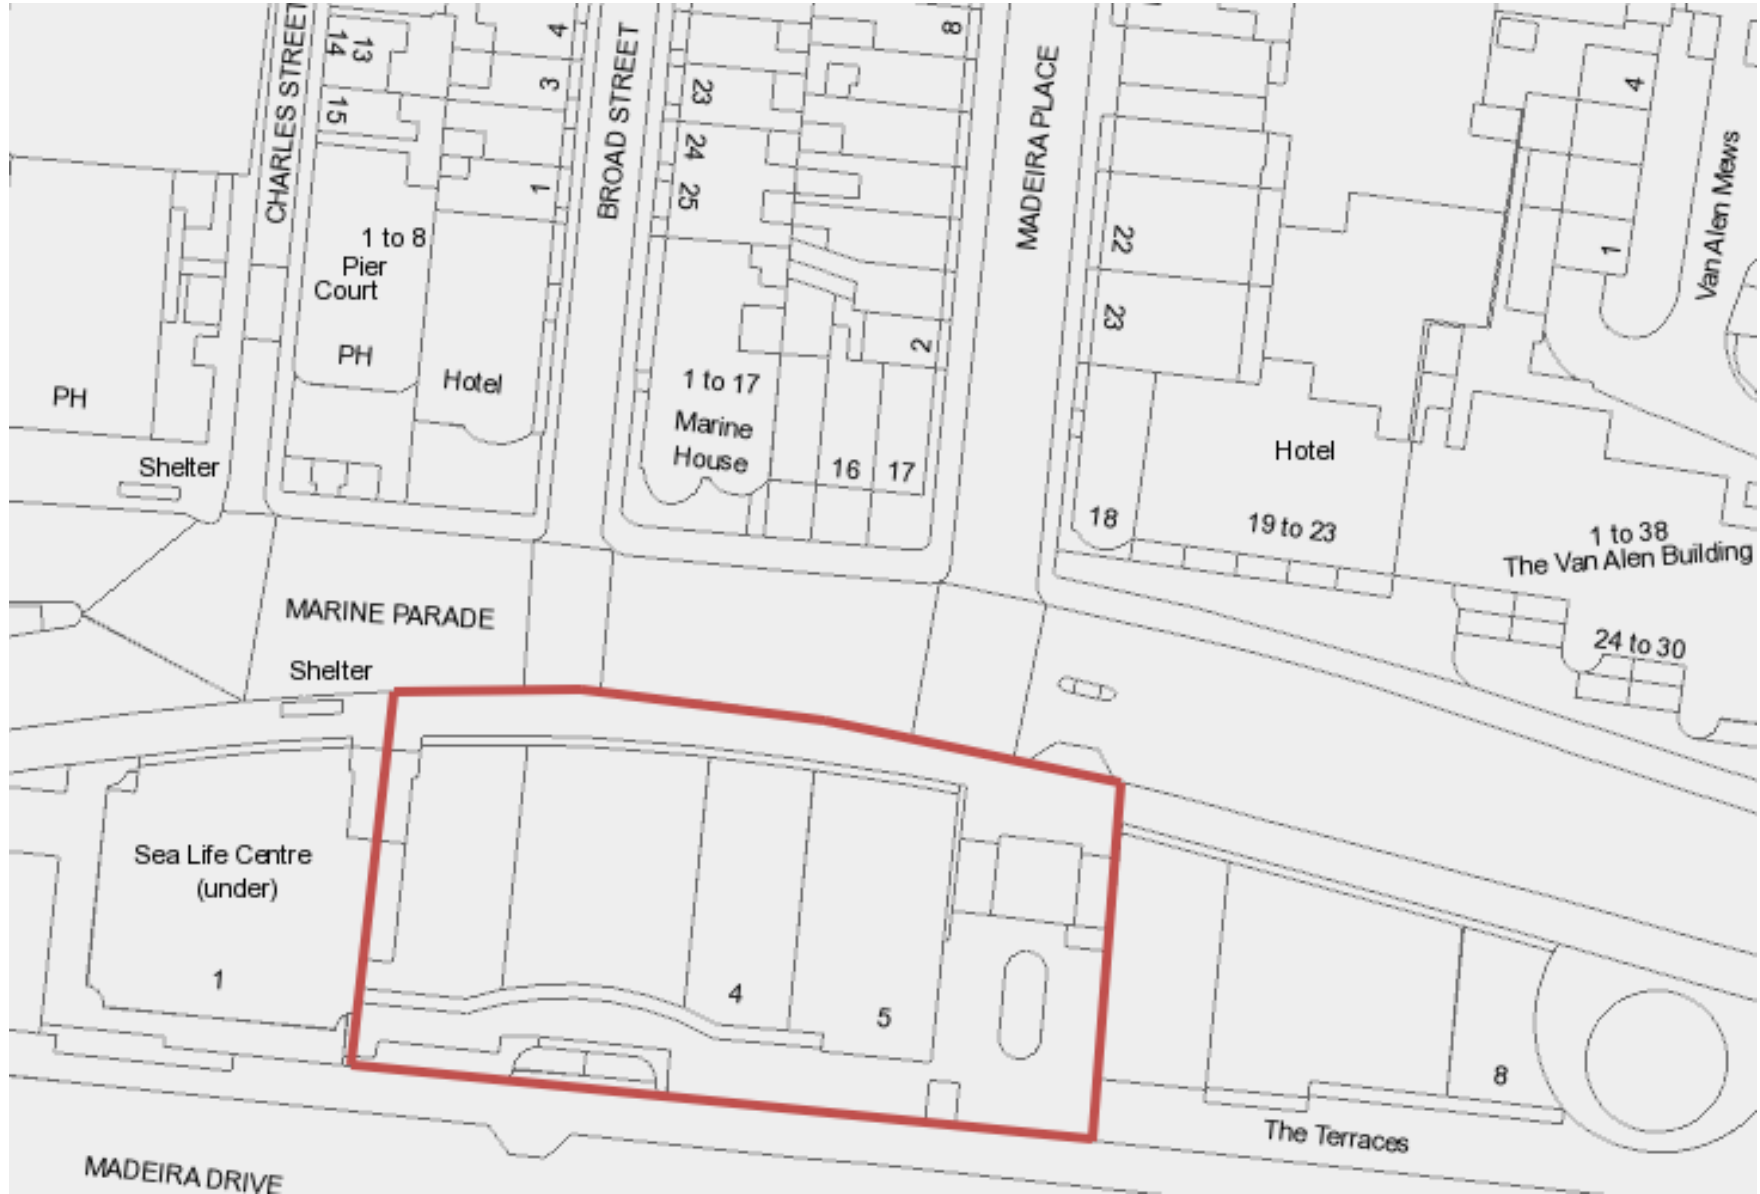 CHARLES STREET
13
14
15
4
3
1
BROAD STREET
23
24
25
8
MADEIRA PLACE
22
23
4
1
Van Alen Mews
1 to 8
Pier
Court
PH
Hotel
PH
Shelter
1 to 17
Marine
House
2
16
17
18
Hotel
19 to 23
1 to 38
The Van Alen Building
24 to 30
MARINE PARADE
Shelter
Sea Life Centre
(under)
1
4
5
8
The Terraces
MADEIRA DRIVE